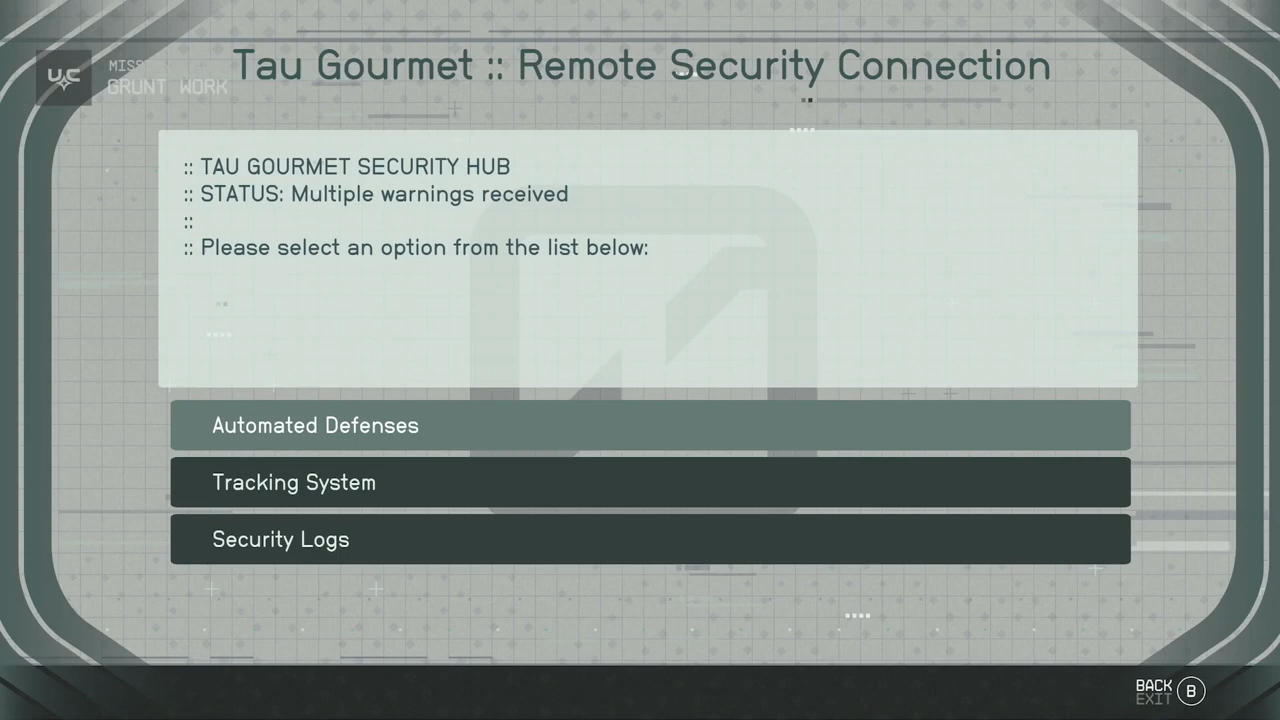 Tau Gourmet :: Remote Security Connection
UC
MISS
GRUNT WORK
:: TAU GOURMET SECURITY HUB
:: STATUS: Multiple warnings received
::
:: Please select an option from the list below:
Automated Defenses
Tracking System
Security Logs
BACK
EXIT
B